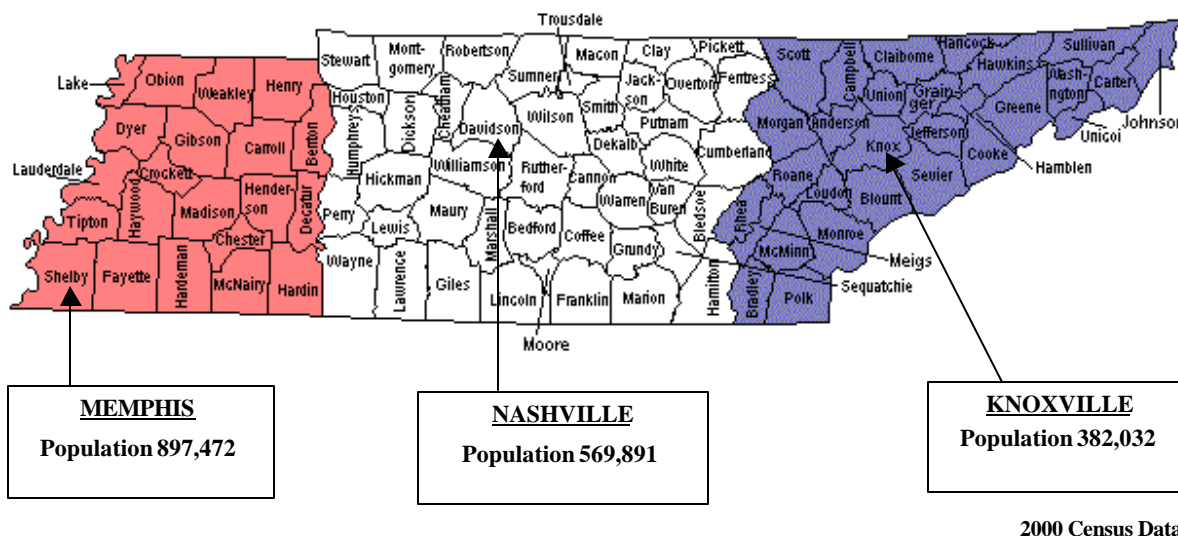 Trousdale
Stewart
Mont-
gomery
Robertson
Sumner
Macon
Clay
Pickett
Scott
Campbell
Claiborne
Hancock
Hawkins
Sullivan
Lake
Obion
Weakley
Henry
Houston
Dickson
Cheatham
Davidson
Wilson
Smith
Jack-
son
Overton
Fentress
Union
Grain-
ger
Greene
Wash-
ington
Carter
Johnson
Unicoi
Dyer
Gibson
Carroll
Benton
Humphreys
Putnam
Dekalb
Morgan
Anderson
Knox
Jefferson
Cooke
Hamblen
Lauderdale
Crockett
Haywood
Madison
Hender-
son
Decatur
Hickman
Williamson
Ruther-
ford
Cannon
White
Cumberland
Roane
Loudon
Blount
Sevier
Tipton
Chester
Perry
Lewis
Maury
Marshall
Bedford
Coffee
Warren
Van
Buren
Bledsoe
Rhea
McMinn
Monroe
Meigs
Shelby
Fayette
Hardeman
McNairy
Hardin
Wayne
Lawrence
Giles
Lincoln
Moore
Franklin
Grundy
Marion
Sequatchie
Hamilton
Bradley
Polk
MEMPHIS
Population 897,472
NASHVILLE
Population 569,891
KNOXVILLE
Population 382,032
2000 Census Data